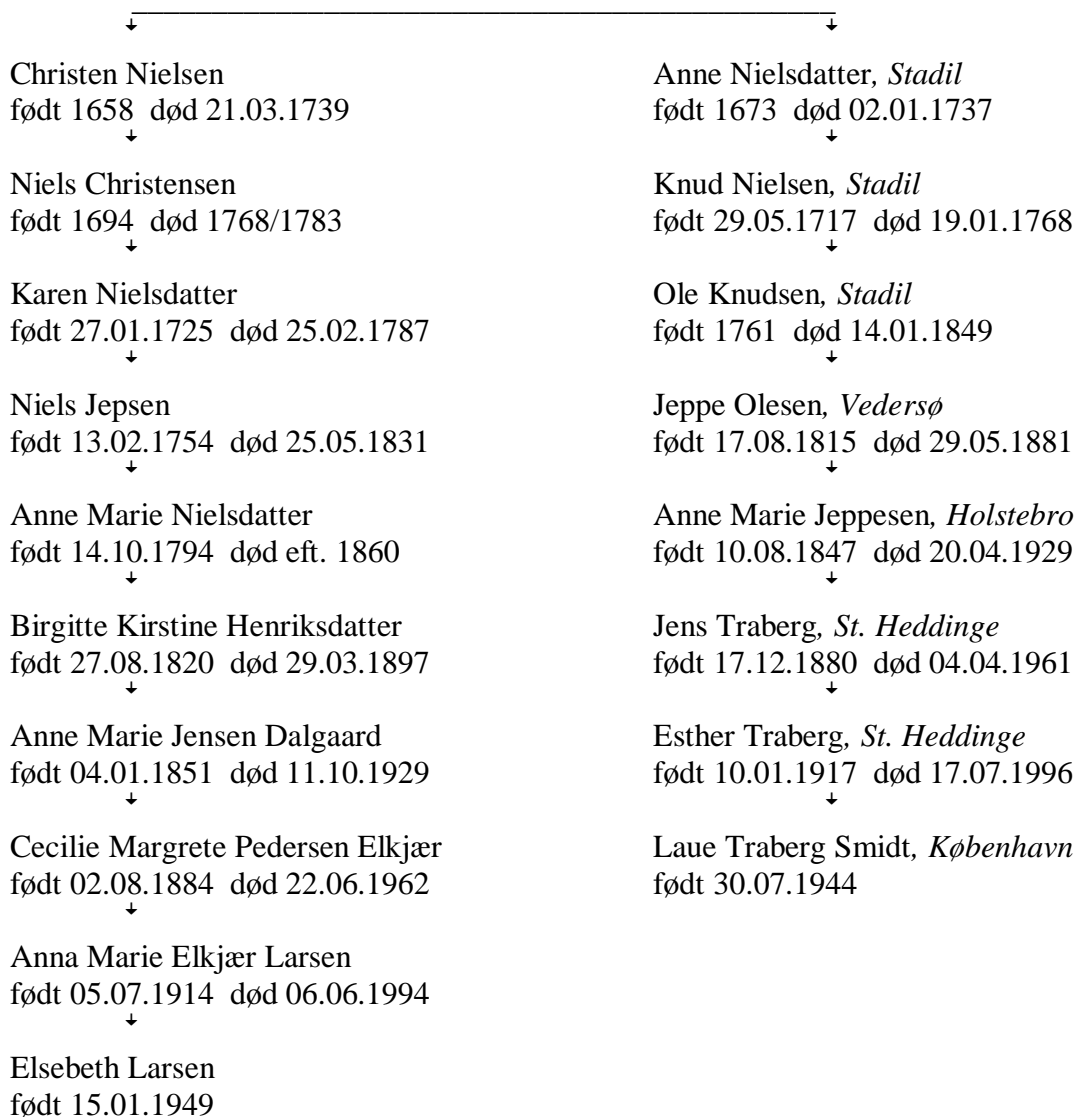 Christen Nielsen
født 1658 død 21.03.1739
Niels Christensen
født 1694 død 1768/1783
Karen Nielsdatter
født 27.01.1725 død 25.02.1787
Niels Jepsen
født 13.02.1754 død 25.05.1831
Anne Marie Nielsdatter
født 14.10.1794 død eft. 1860
Birgitte Kirstine Henriksdatter
født 27.08.1820 død 29.03.1897
Anne Marie Jensen Dalgaard
født 04.01.1851 død 11.10.1929
Cecilie Margrete Pedersen Elkjær
født 02.08.1884 død 22.06.1962
Anna Marie Elkjær Larsen
født 05.07.1914 død 06.06.1994
Elsebeth Larsen
født 15.01.1949
Anne Nielsdatter, Stadil
født 1673 død 02.01.1737
Knud Nielsen, Stadil
født 29.05.1717 død 19.01.1768
Ole Knudsen, Stadil
født 1761 død 14.01.1849
Jeppe Olesen, Vedersø
født 17.08.1815 død 29.05.1881
Anne Marie Jeppesen, Holstebro
født 10.08.1847 død 20.04.1929
Jens Traberg, St. Heddinge
født 17.12.1880 død 04.04.1961
Esther Traberg, St. Heddinge
født 10.01.1917 død 17.07.1996
Laue Traberg Smidt, København
født 30.07.1944